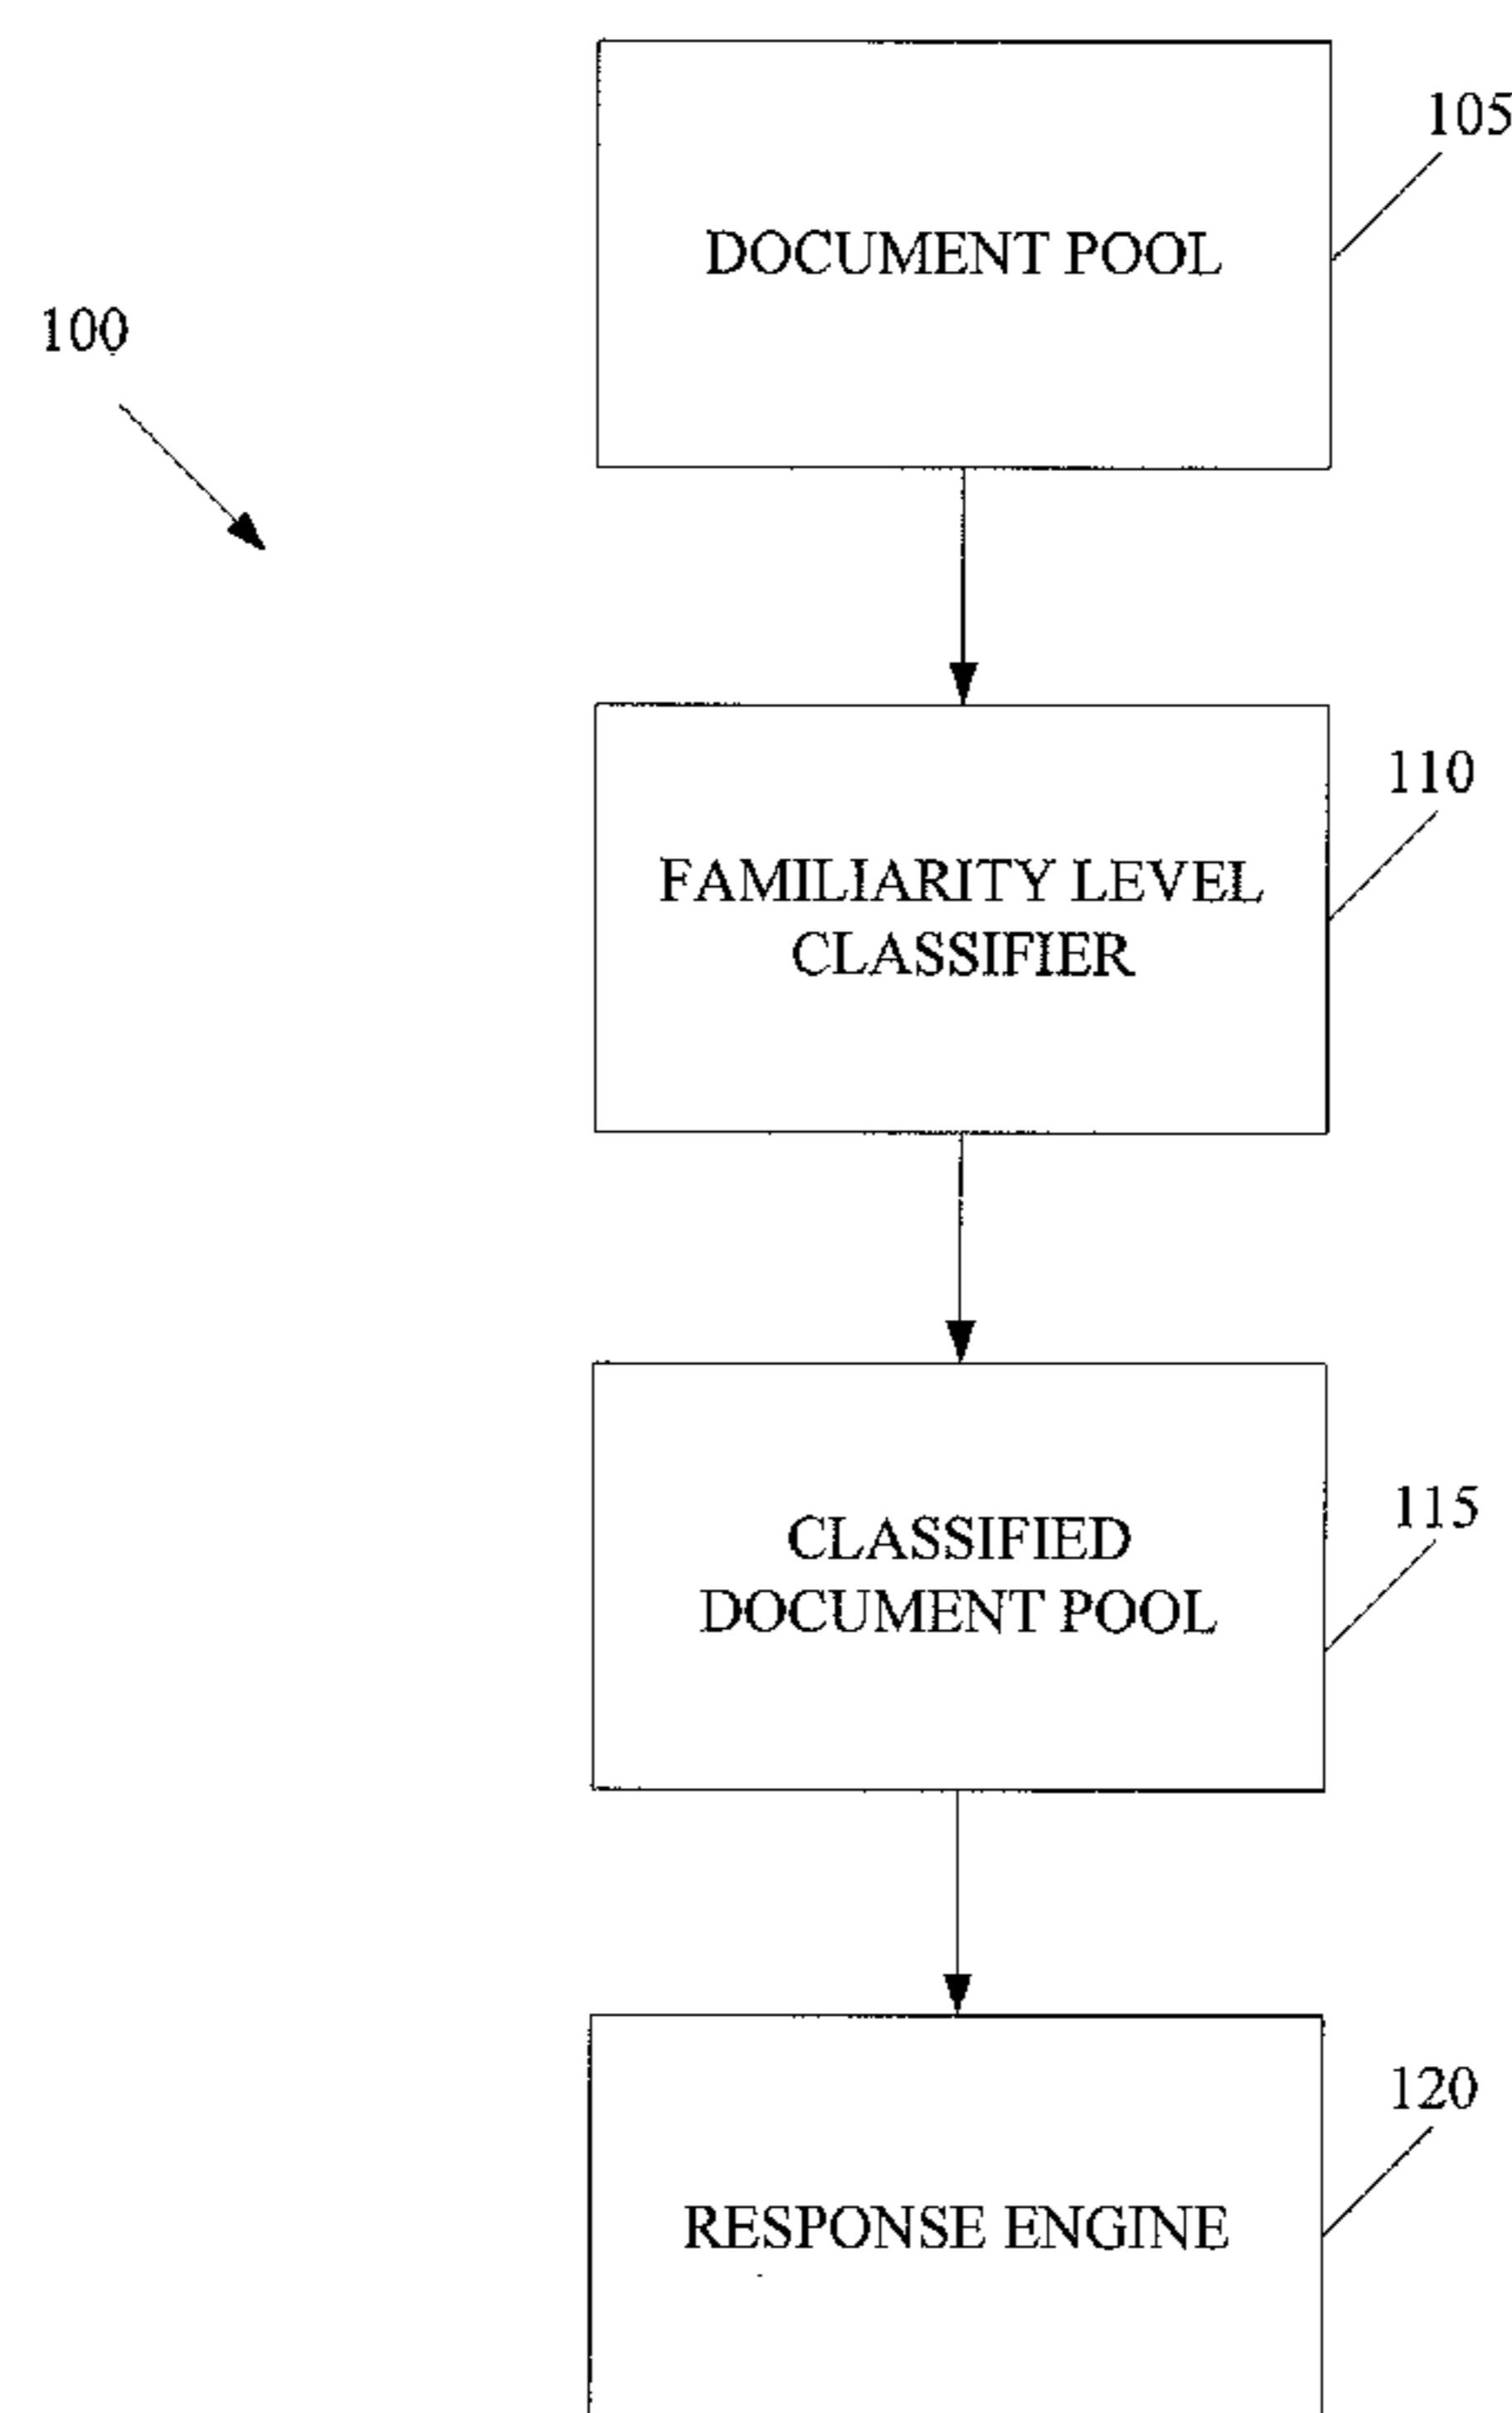 105
DOCUMENT POOL
100
110
FAMILIARITY LEVEL
CLASSIFIER
115
CLASSIFIED
DOCUMENT POOL
120
RESPONSE ENGINE